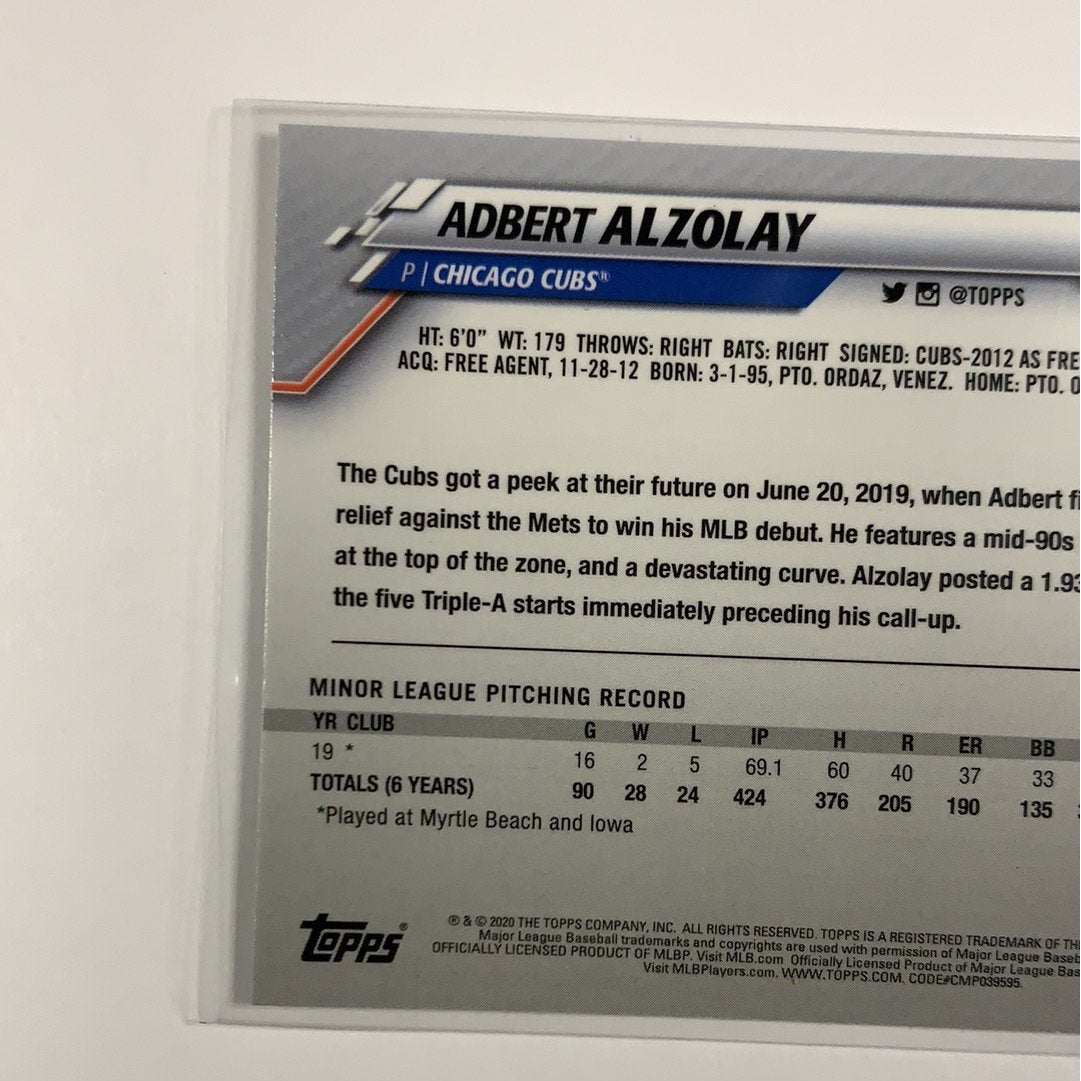 ADBERT ALZOLAY
P | CHICAGO CUBS®
@TOPPS
HT: 6'0" WT: 179 THROWS: RIGHT BATS: RIGHT SIGNED: CUBS-2012 AS
ACQ: FREE AGENT, 11-28-12 BORN: 3-1-95, PTO. ORDAZ, VENEZ. HOME: PTO.
The Cubs got a peek at their future on June 20, 2019, when Adbert
relief against the Mets to win his MLB debut. He features a mid-90s
at the top of the zone, and a devastating curve. Alzolay posted a 1.93
the five Triple-A starts immediately preceding his call-up.
MINOR LEAGUE PITCHING RECORD
YR CLUB G W L IP H R ER BB
19 * 16 2 5 69.1 60 40 37 33
TOTALS (6 YEARS) 90 28 24 424 376 205 190 135
*Played at Myrtle Beach and Iowa
topps®
® & © 2020 THE TOPPS COMPANY, INC. ALL RIGHTS RESERVED. TOPPS IS A REGISTERED TRADEMARK OF
Major League Baseball trademarks and copyrights are used with permission of Major League
OFFICIALLY LICENSED PRODUCT OF MLBP. Visit MLB.com Officially Licensed Product of Major League
Visit MLBPlayers.com, WWW.TOPPS.COM, CODE#CMP039595.